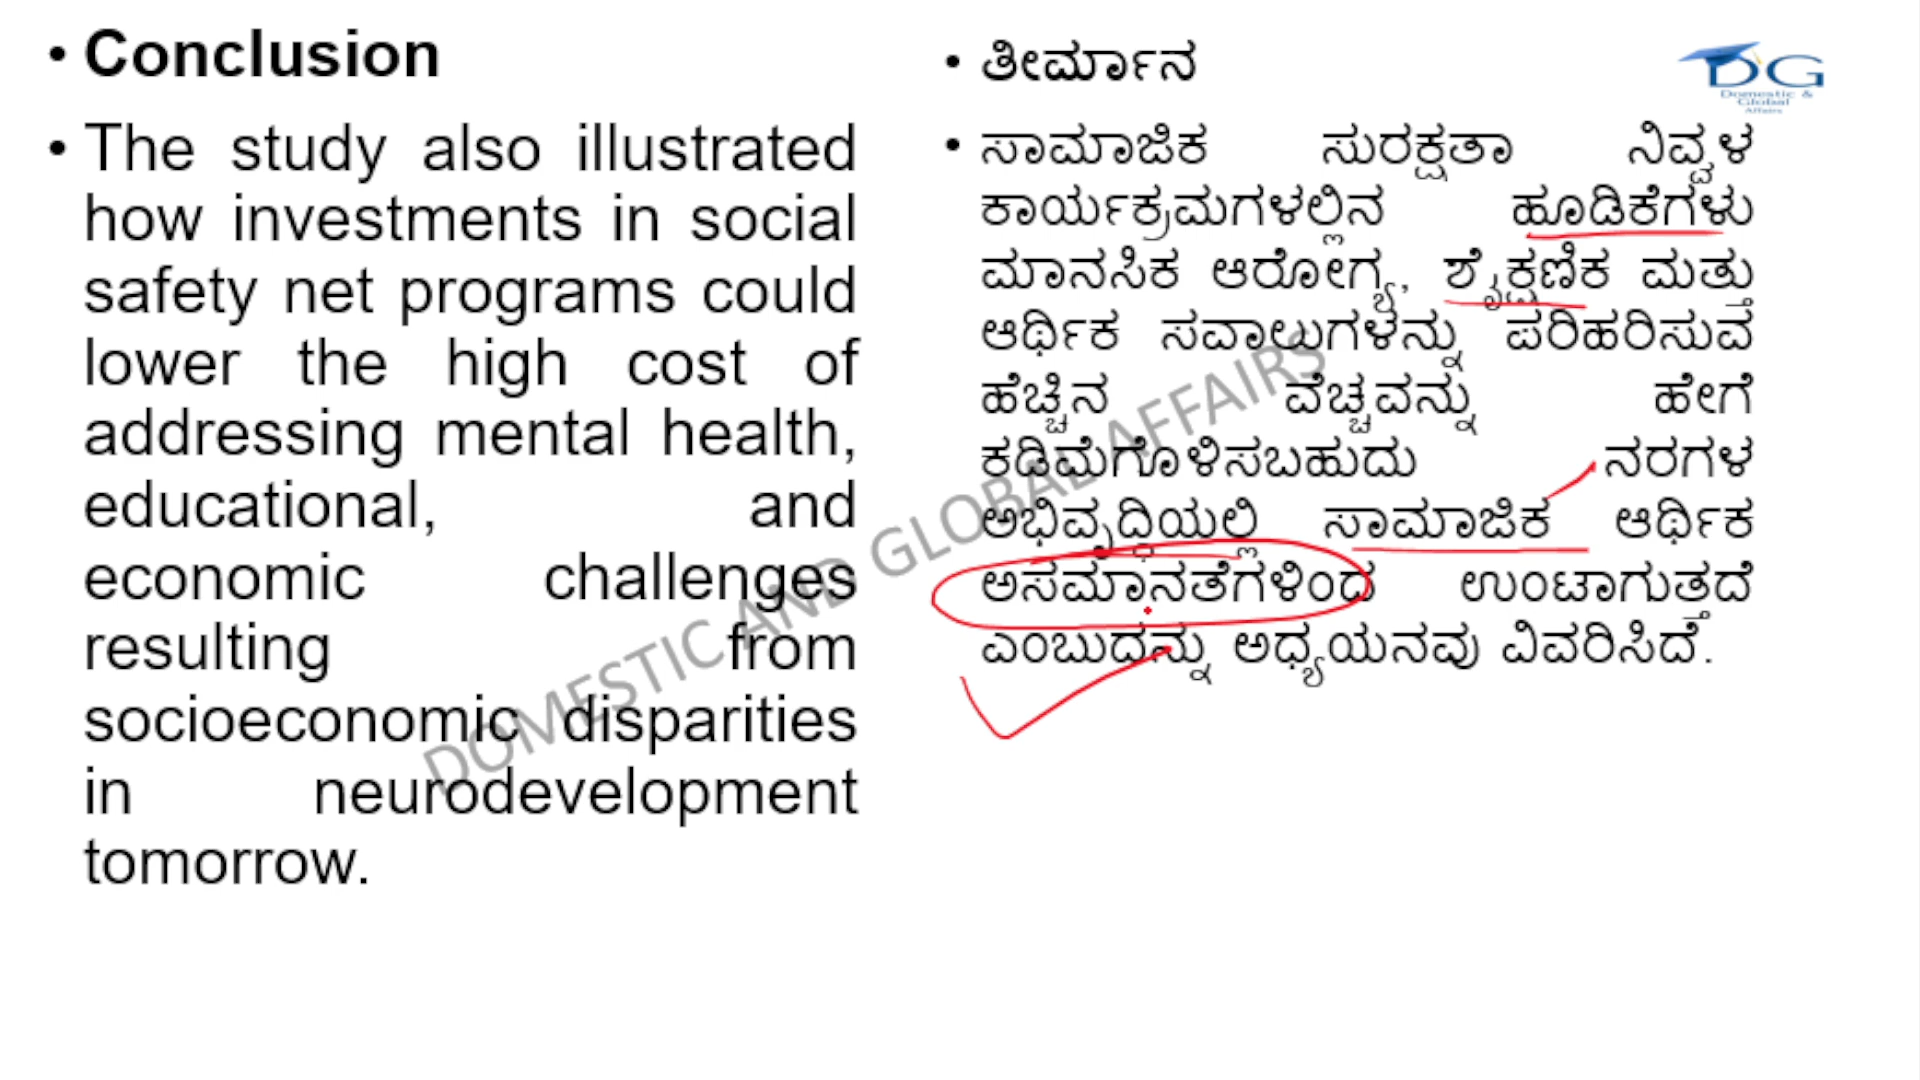 • Conclusion
• The study also illustrated
how investments in social
safety net programs could
lower the high cost of
addressing mental health,
educational, and
economic challenges
resulting from
socioeconomic disparities
in neurodevelopment
tomorrow.
• ತೀರ್ಮಾನ
• ಸಾಮಾಜಿಕ ಸುರಕ್ಷತಾ ನಿವ್ವಳ
ಕಾರ್ಯಕ್ರಮಗಳಲ್ಲಿನ ಹೂಡಿಕೆಗಳು
ಮಾನಸಿಕ ಆರೋಗ್ಯ, ಶೈಕ್ಷಣಿಕ ಮತ್ತು
ಆರ್ಥಿಕ ಸವಾಲುಗಳನ್ನು ಪರಿಹರಿಸುವ
ಹೆಚ್ಚಿನ ವೆಚ್ಚವನ್ನು ಹೇಗೆ
ಕಡಿಮೆಗೊಳಿಸಬಹುದು ನರಗಳ
ಅಭಿವೃದ್ಧಿಯಲ್ಲಿ ಸಾಮಾಜಿಕ ಆರ್ಥಿಕ
ಅಸಮಾನತೆಗಳಿಂದ ಉಂಟಾಗುತ್ತದೆ
ಎಂಬುದನ್ನು ಅಧ್ಯಯನವು ವಿವರಿಸಿದೆ.
DG
Domestic &
Global
Affairs
DOMESTIC AND GLOBAL AFFAIRS